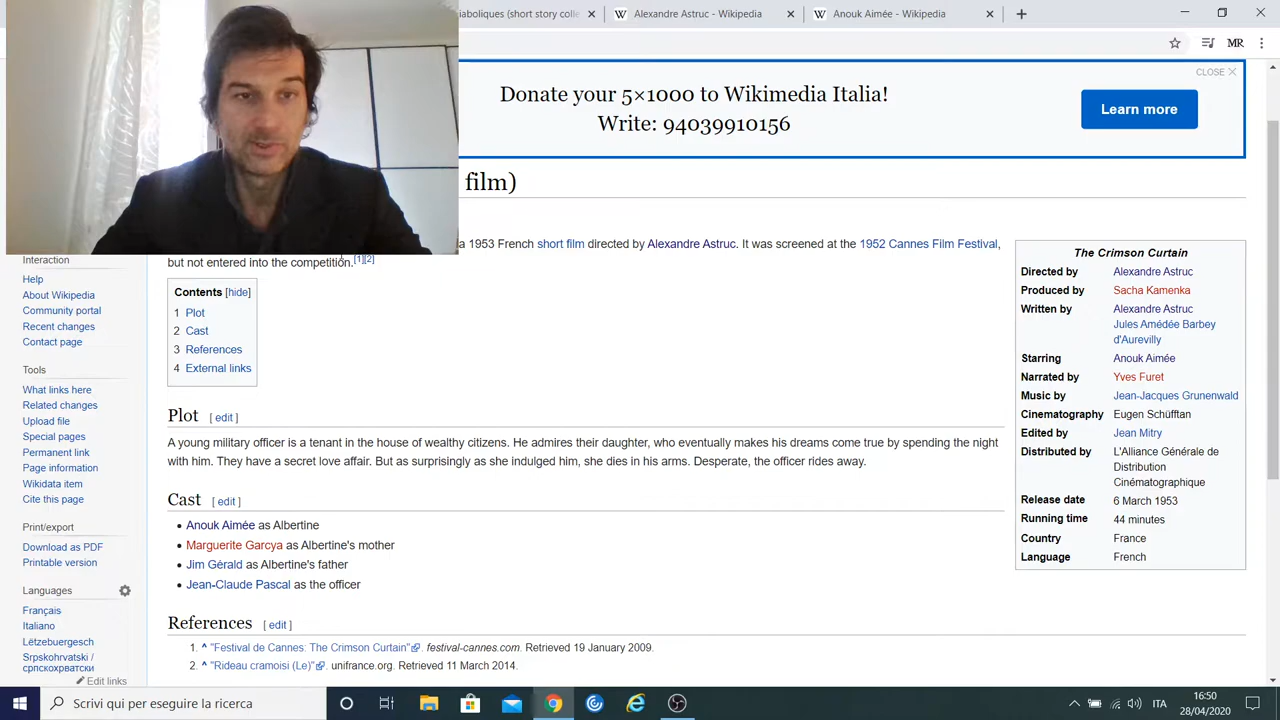 iaboliques (short story colle
Alexandre Astruc - Wikipedia
Anouk Aimée - Wikipedia
MR
CLOSE
Donate your 5×1000 to Wikimedia Italia!
Write: 94039910156
Learn more
film)
a 1953 French short film directed by Alexandre Astruc. It was screened at the 1952 Cannes Film Festival,
but not entered into the competition.[1][2]
Interaction
Help
About Wikipedia
Community portal
Recent changes
Contact page
Tools
What links here
Related changes
Upload file
Special pages
Permanent link
Page information
Wikidata item
Cite this page
Print/export
Download as PDF
Printable version
Languages
Français
Italiano
Lëtzebuergesch
Srpskohrvatski /
српскохрватски
Edit links
Contents [hide]
1 Plot
2 Cast
3 References
4 External links
Plot [ edit ]
A young military officer is a tenant in the house of wealthy citizens. He admires their daughter, who eventually makes his dreams come true by spending the night
with him. They have a secret love affair. But as surprisingly as she indulged him, she dies in his arms. Desperate, the officer rides away.
Cast [ edit ]
Anouk Aimée as Albertine
Marguerite Garcya as Albertine's mother
Jim Gérald as Albertine's father
Jean-Claude Pascal as the officer
References [ edit ]
1. ^ "Festival de Cannes: The Crimson Curtain". festival-cannes.com. Retrieved 19 January 2009.
2. ^ "Rideau cramoisi (Le)". unifrance.org. Retrieved 11 March 2014.
The Crimson Curtain
Directed by Alexandre Astruc
Produced by Sacha Kamenka
Written by Alexandre Astruc
Jules Amédée Barbey
d'Aurevilly
Starring Anouk Aimée
Narrated by Yves Furet
Music by Jean-Jacques Grunenwald
Cinematography Eugen Schüfftan
Edited by Jean Mitry
Distributed by L'Alliance Générale de
Distribution
Cinématographique
Release date 6 March 1953
Running time 44 minutes
Country France
Language French
Scrivi qui per eseguire la ricerca
ITA
16:50
28/04/2020